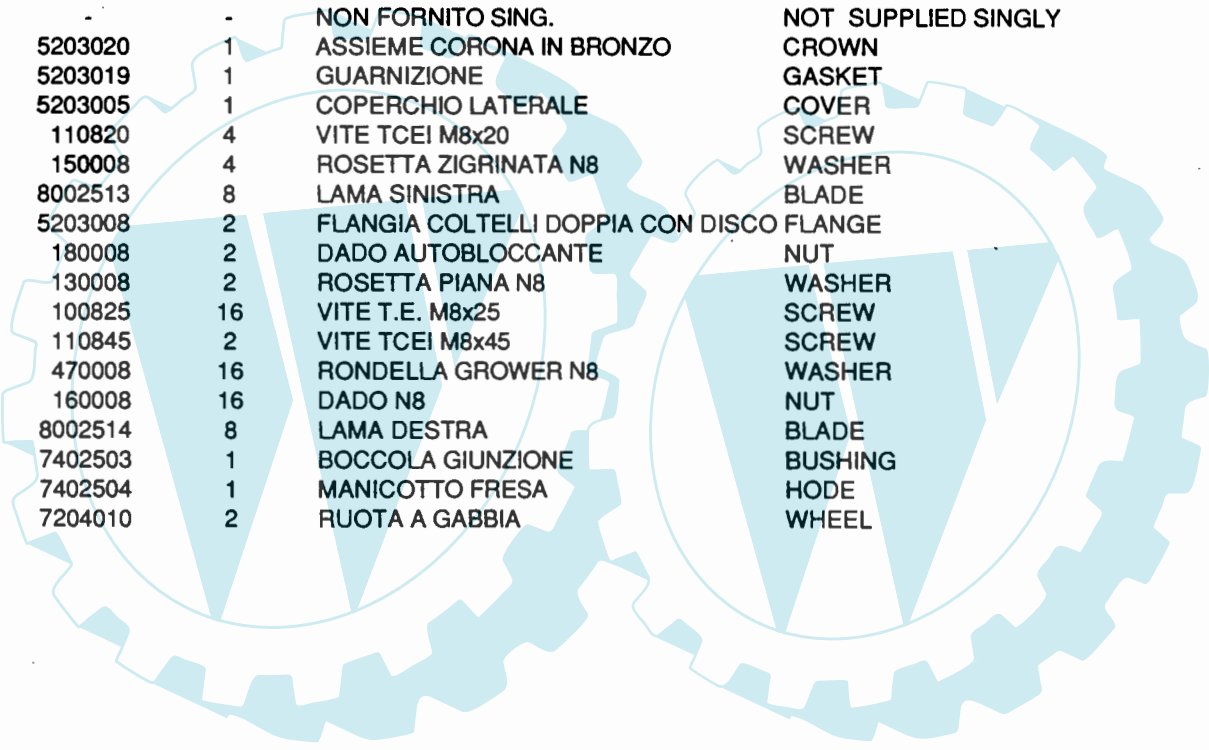 - - NON FORNITO SING. NOT SUPPLIED SINGLY
5203020 1 ASSIEME CORONA IN BRONZO CROWN
5203019 1 GUARNIZIONE GASKET
5203005 1 COPERCHIO LATERALE COVER
110820 4 VITE TCEI M8x20 SCREW
150008 4 ROSETTA ZIGRINATA N8 WASHER
8002513 8 LAMA SINISTRA BLADE
5203008 2 FLANGIA COLTELLI DOPPIA CON DISCO FLANGE
180008 2 DADO AUTOBLOCCANTE NUT
130008 2 ROSETTA PIANA N8 WASHER
100825 16 VITE T.E. M8x25 SCREW
110845 2 VITE TCEI M8x45 SCREW
470008 16 RONDELLA GROWER N8 WASHER
160008 16 DADO N8 NUT
8002514 8 LAMA DESTRA BLADE
7402503 1 BOCCOLA GIUNZIONE BUSHING
7402504 1 MANICOTTO FRESA HODE
7204010 2 RUOTA A GABBIA WHEEL